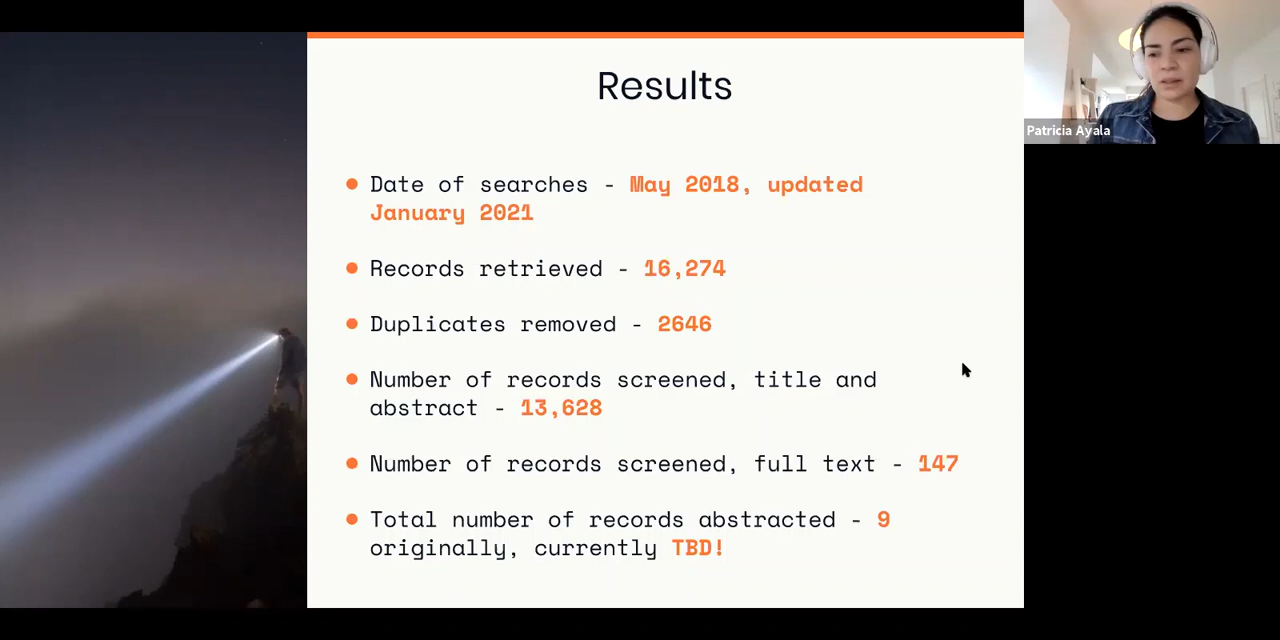 Results
Patricia Ayala
● Date of searches - May 2018, updated
January 2021
● Records retrieved - 16,274
● Duplicates removed - 2646
● Number of records screened, title and
abstract - 13,628
● Number of records screened, full text - 147
● Total number of records abstracted - 9
originally, currently TBD!